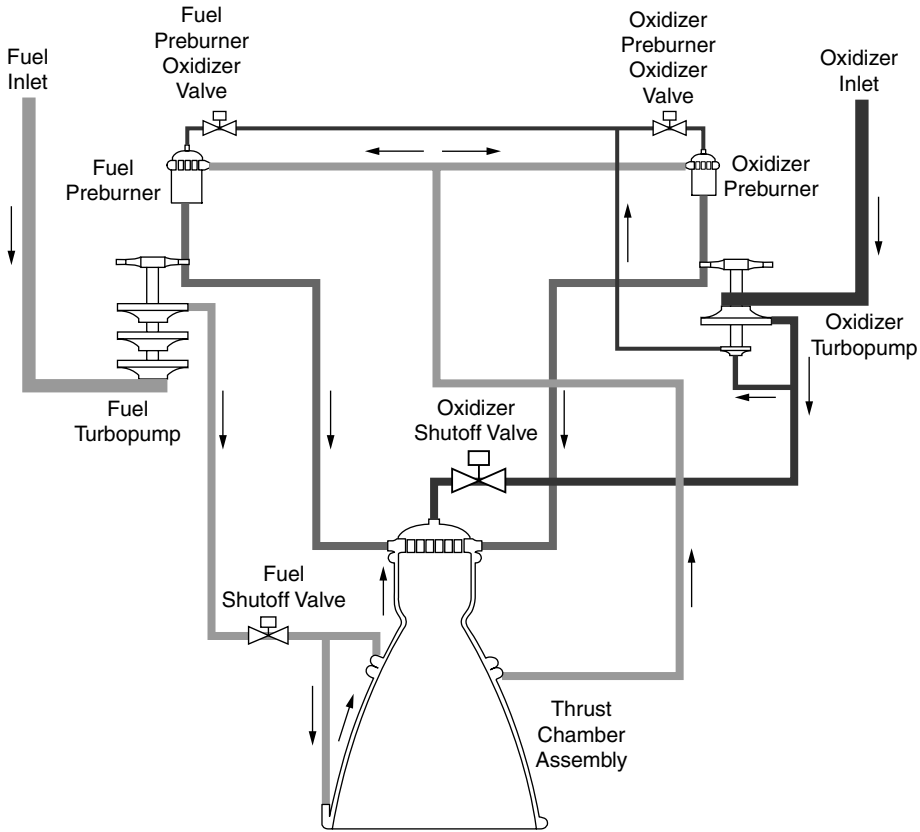 Fuel
Inlet
Fuel
Preburner
Oxidizer
Valve
Oxidizer
Preburner
Oxidizer
Valve
Oxidizer
Inlet
Fuel
Preburner
Oxidizer
Preburner
Oxidizer
Turbopump
Fuel
Turbopump
Oxidizer
Shutoff Valve
Fuel
Shutoff Valve
Thrust
Chamber
Assembly